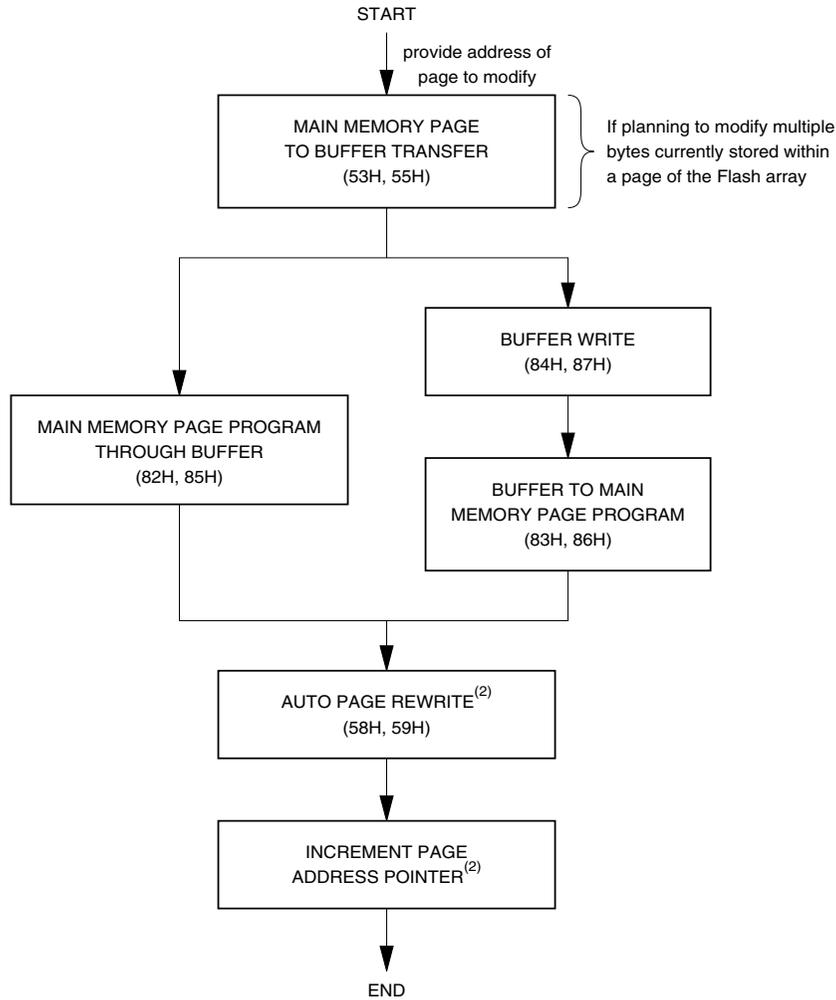 START
provide address of
page to modify
MAIN MEMORY PAGE
TO BUFFER TRANSFER
(53H, 55H)
If planning to modify multiple
bytes currently stored within
a page of the Flash array
BUFFER WRITE
(84H, 87H)
MAIN MEMORY PAGE PROGRAM
THROUGH BUFFER
(82H, 85H)
BUFFER TO MAIN
MEMORY PAGE PROGRAM
(83H, 86H)
AUTO PAGE REWRITE(2)
(58H, 59H)
INCREMENT PAGE
ADDRESS POINTER(2)
END